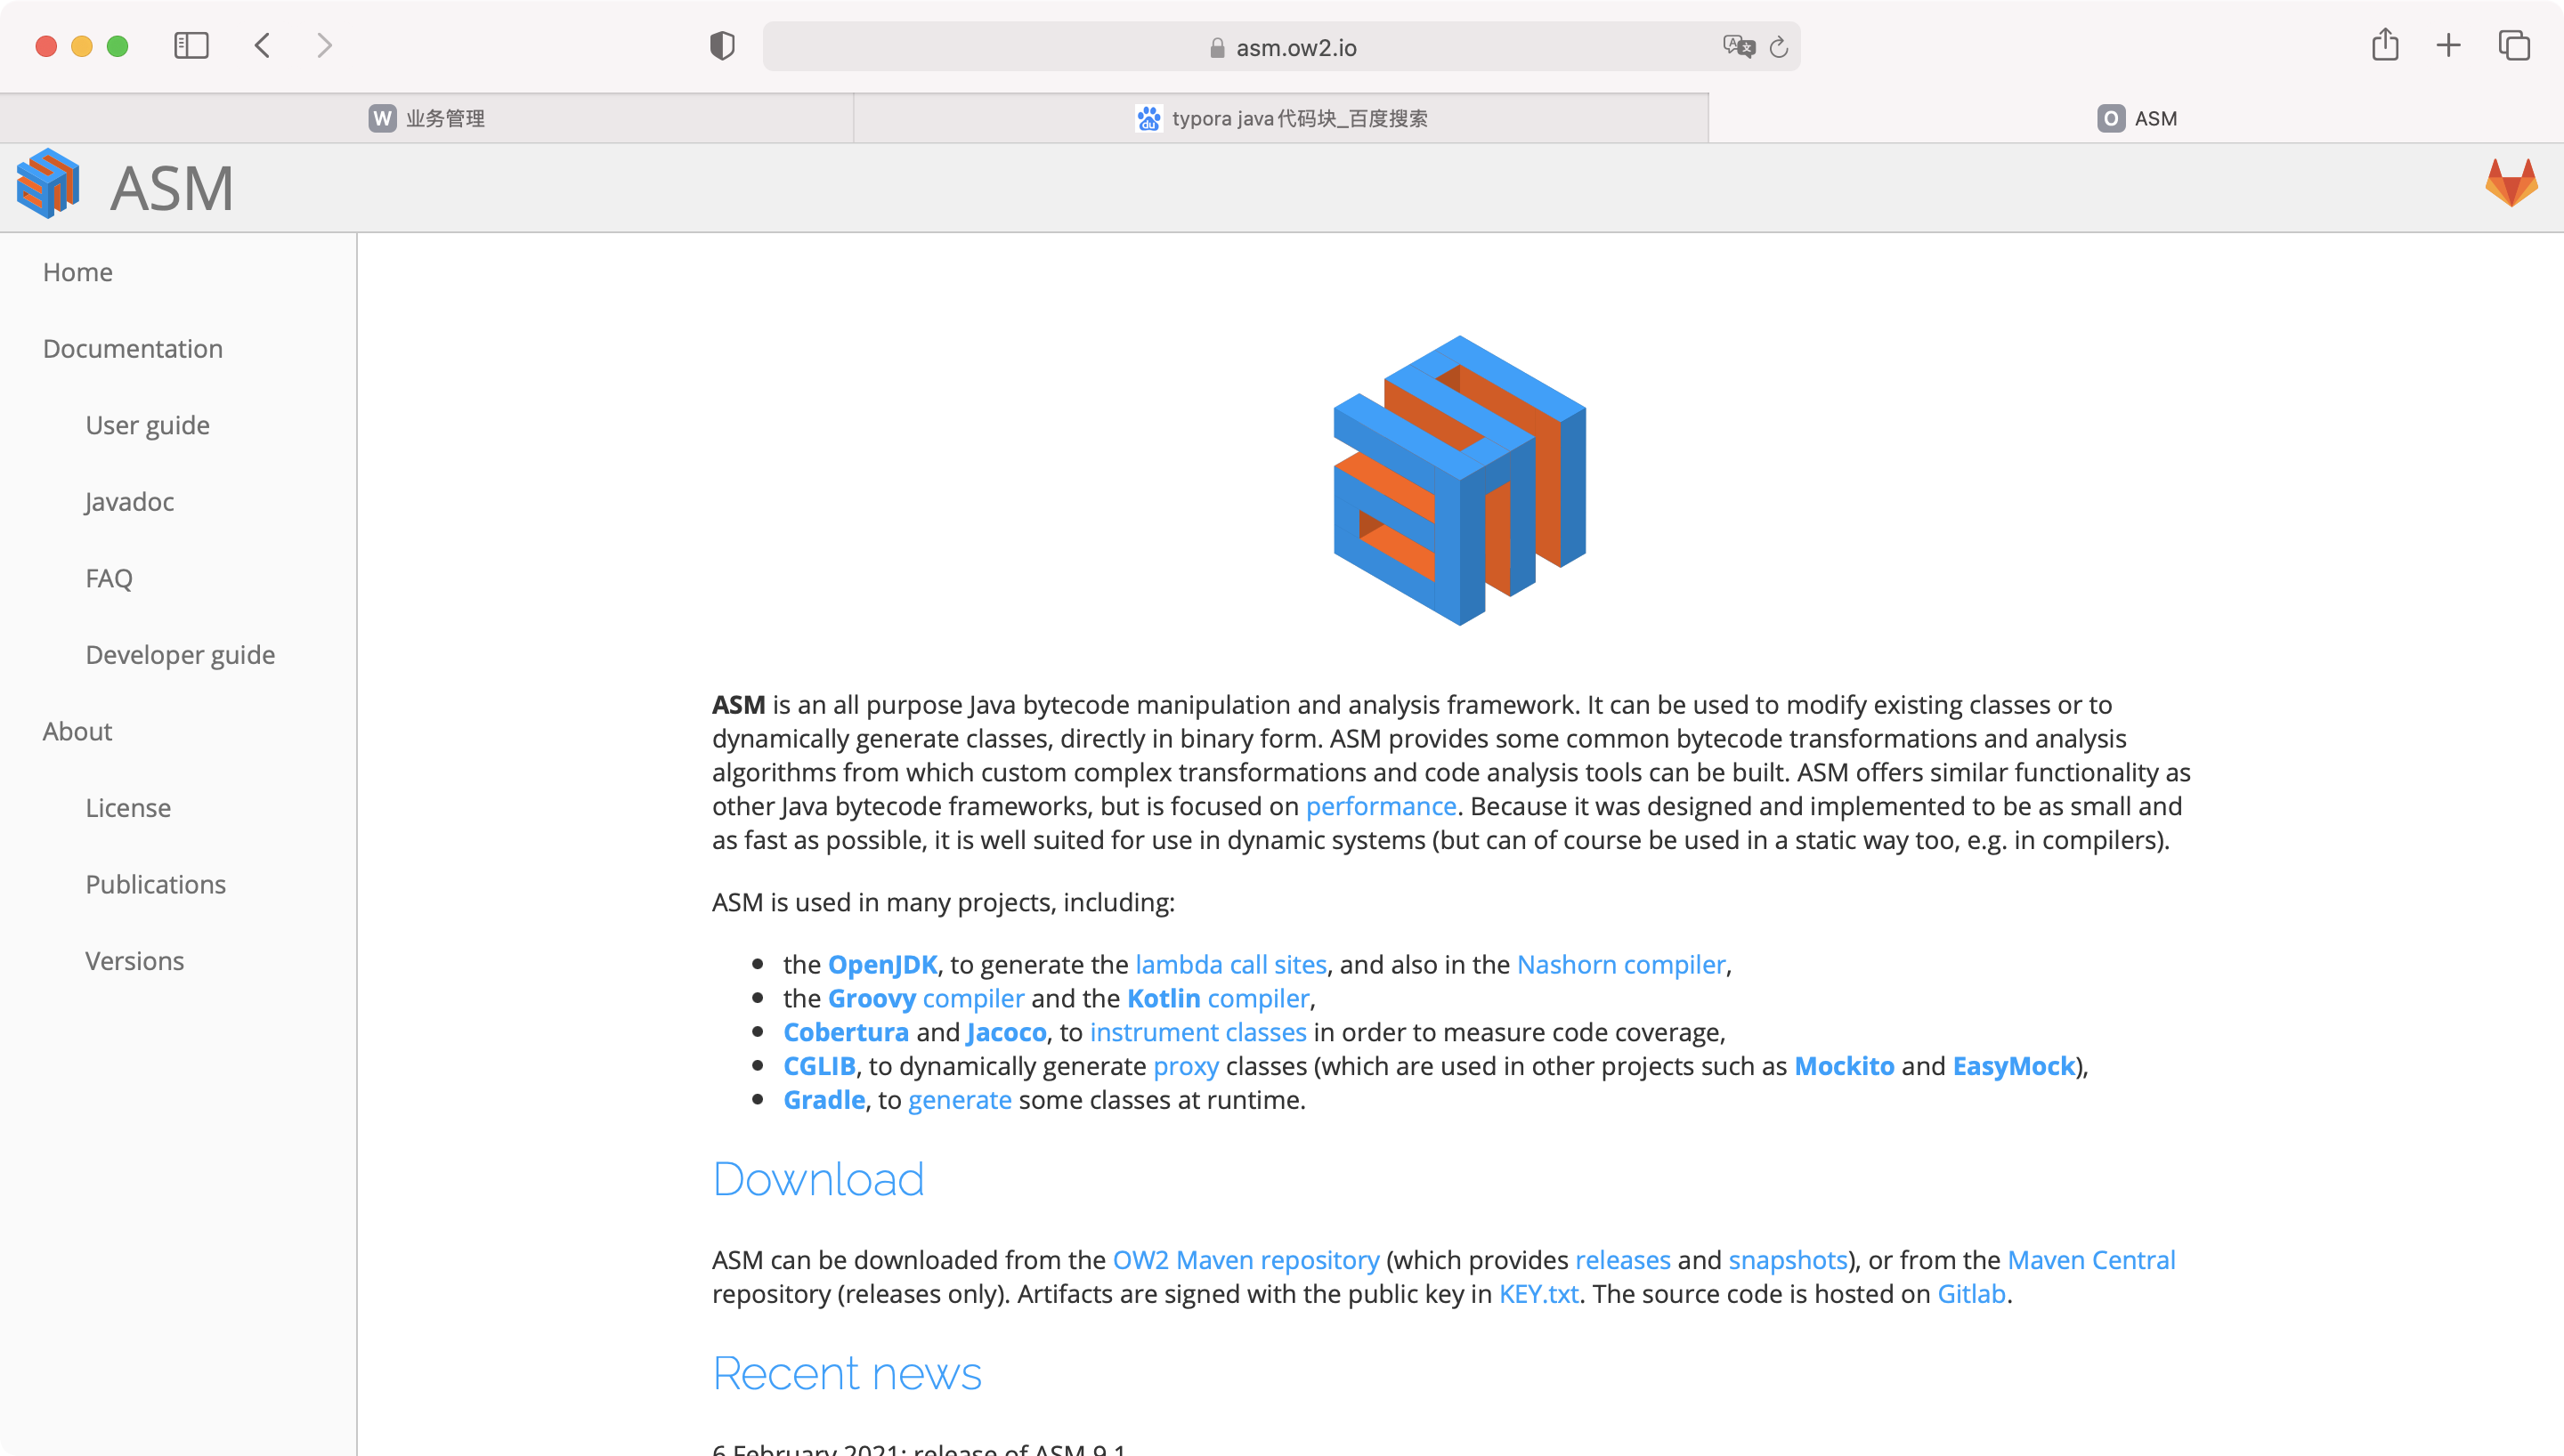 asm.ow2.io
W 业务管理
du typora java代码块_百度搜索
O ASM
ASM
Home
Documentation
User guide
Javadoc
FAQ
Developer guide
About
License
Publications
Versions
ASM is an all purpose Java bytecode manipulation and analysis framework. It can be used to modify existing classes or to
dynamically generate classes, directly in binary form. ASM provides some common bytecode transformations and analysis
algorithms from which custom complex transformations and code analysis tools can be built. ASM offers similar functionality as
other Java bytecode frameworks, but is focused on performance. Because it was designed and implemented to be as small and
as fast as possible, it is well suited for use in dynamic systems (but can of course be used in a static way too, e.g. in compilers).
ASM is used in many projects, including:
• the OpenJDK, to generate the lambda call sites, and also in the Nashorn compiler,
• the Groovy compiler and the Kotlin compiler,
• Cobertura and Jacoco, to instrument classes in order to measure code coverage,
• CGLIB, to dynamically generate proxy classes (which are used in other projects such as Mockito and EasyMock),
• Gradle, to generate some classes at runtime.
Download
ASM can be downloaded from the OW2 Maven repository (which provides releases and snapshots), or from the Maven Central
repository (releases only). Artifacts are signed with the public key in KEY.txt. The source code is hosted on Gitlab.
Recent news
6 February 2021: release of ASM 9.1